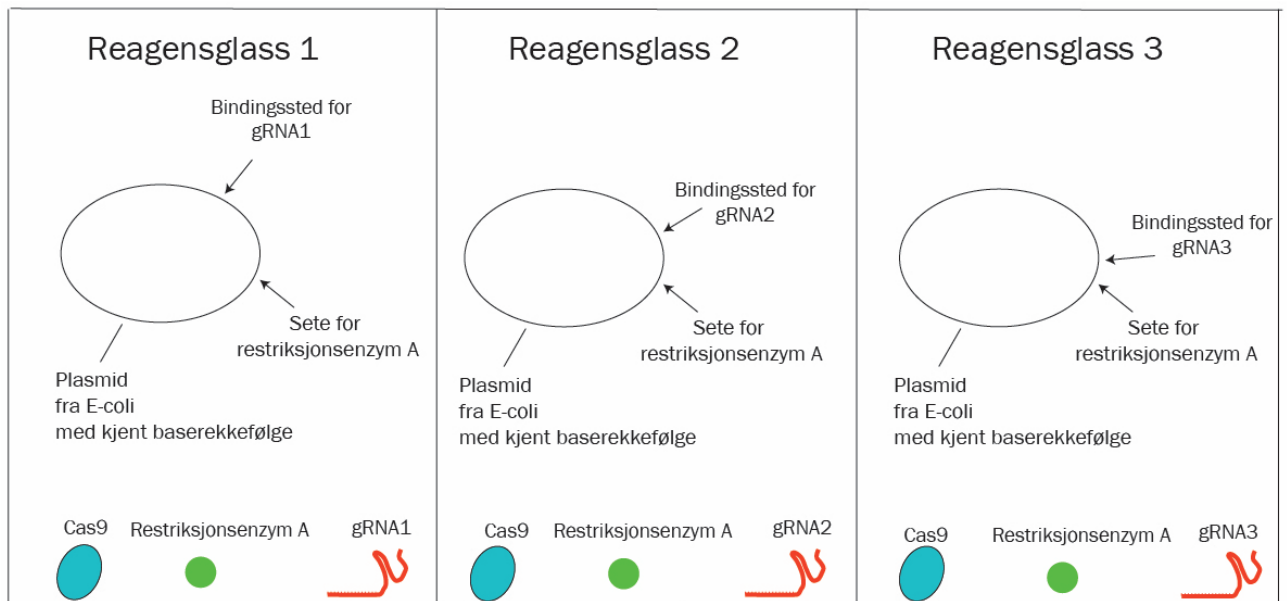 Reagensglass 1
Bindingssted for
gRNA1
Sete for
restriksjonsenzym A
Plasmid
fra E-coli
med kjent baserekkefølge
Cas9
Restriksjonsenzym A
gRNA1
Reagensglass 2
Bindingssted for
gRNA2
Sete for
restriksjonsenzym A
Plasmid
fra E-coli
med kjent baserekkefølge
Cas9
Restriksjonsenzym A
gRNA2
Reagensglass 3
Bindingssted for
gRNA3
Sete for
restriksjonsenzym A
Plasmid
fra E-coli
med kjent baserekkefølge
Cas9
Restriksjonsenzym A
gRNA3